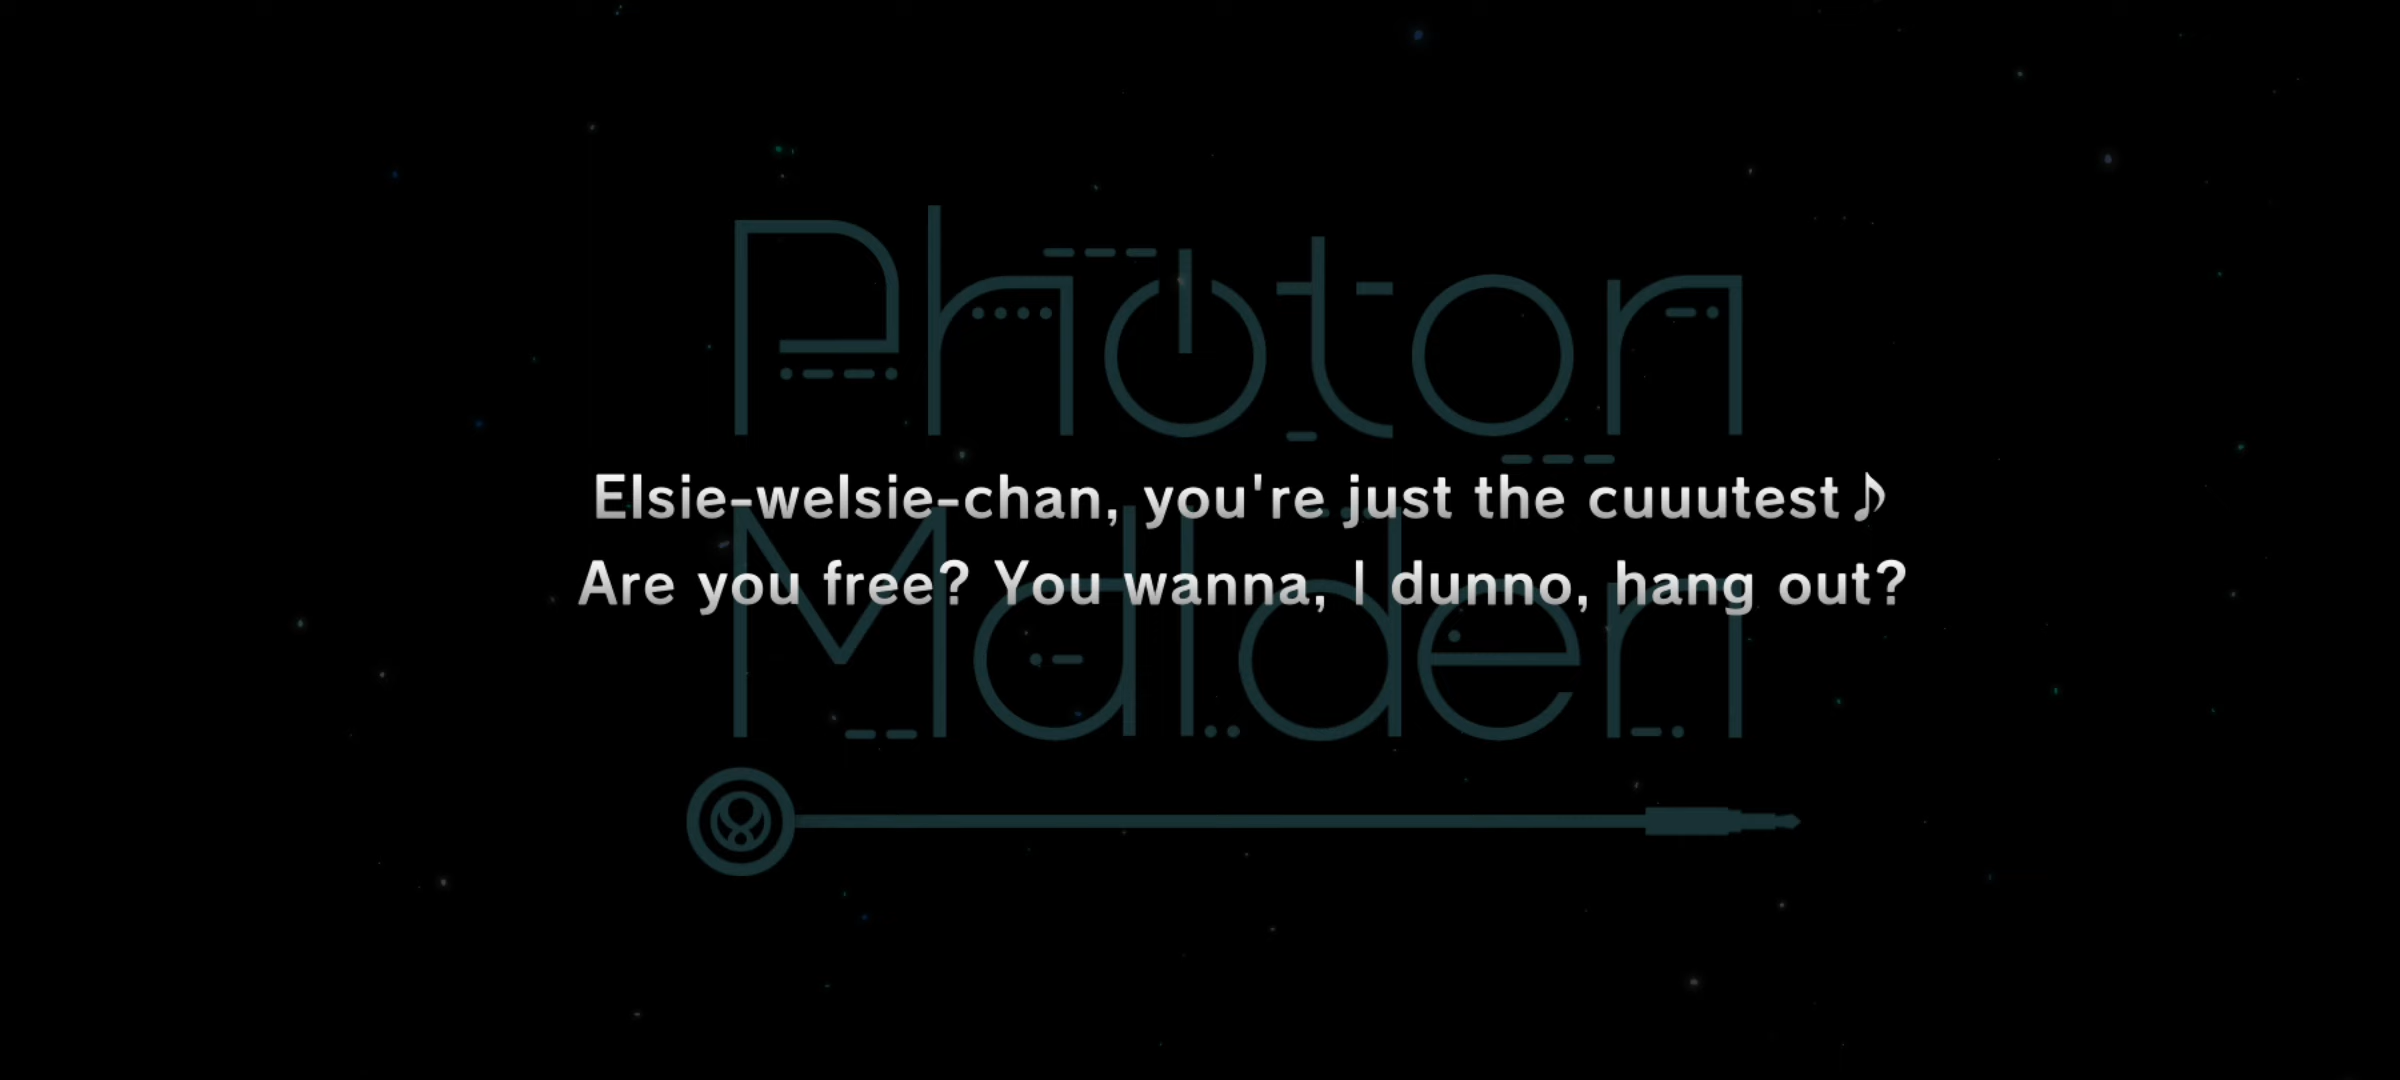 Photon
Elsie-welsie-chan, you're just the cuuutest♪
Are you free? You wanna, I dunno, hang out?
Maiden